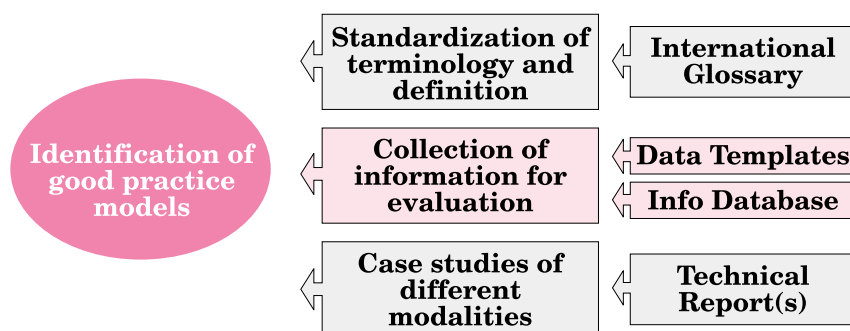 Identification of
good practice
models
Standardization of
terminology and
definition
International
Glossary
Collection of
information for
evaluation
Data Templates
Info Database
Case studies of
different
modalities
Technical
Report(s)